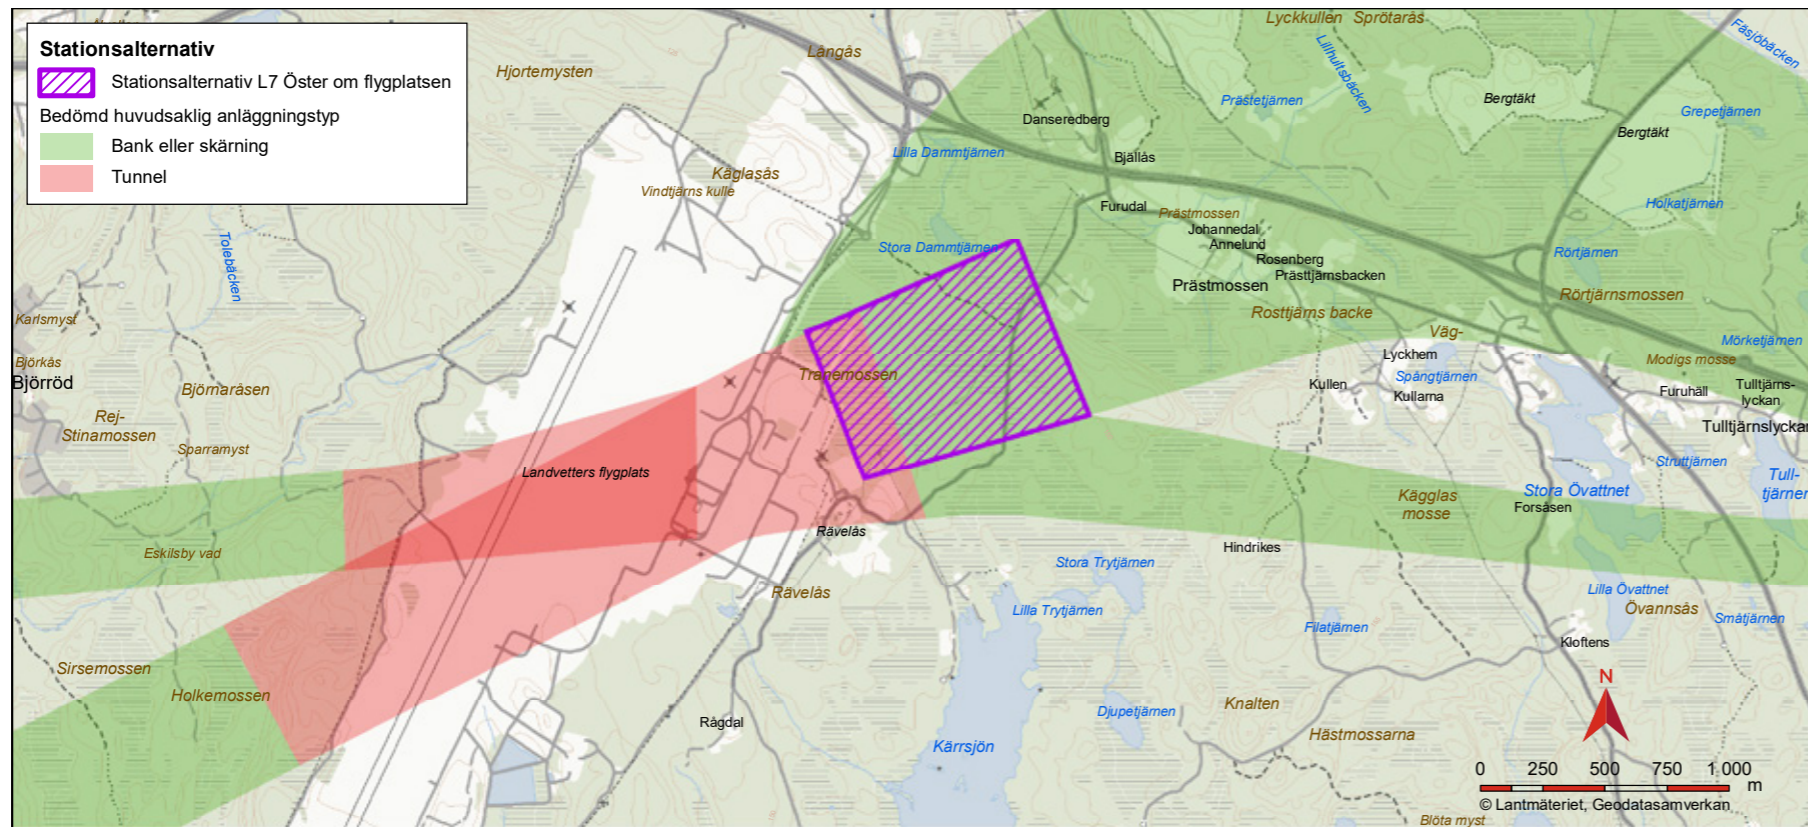 Stationsalternativ
Stationsalternativ L7 Öster om flygplatsen
Bedömd huvudsaklig anläggningstyp
Bank eller skärning
Tunnel
Lyckkullen
Sprötarås
Fäsjöbäcken
Långås
Hjortemysten
Lillhultsbäcken
Prästetjärnen
Bergtäkt
Grepetjärnen
Danseredberg
Bergtäkt
Lilla Dammtjärnen
Bjällås
Kåglasås
Vindtjärns kulle
Furudal
Prästmossen
Holkatjärnen
Johannedal
Annelund
Stora Dammtjärnen
Rosenberg
Rörtjärnen
Tolebäcken
Prästtjärnsbacken
Prästmossen
Rörtjärnsmossen
Karlsmyst
Rosttjärns backe
Väg-
Mörketjärnen
Lyckhem
Modigs mosse
Björkås
Björröd
Tranemossen
Spångtjärnen
Kullen
Kullarna
Furuhäll
Tulltjärns-
lyckan
Björnaråsen
Rej-
Stinamossen
Tulltjärnslyckan
Sparramyst
Landvetters flygplats
Struttjärnen
Tull-
tjärnen
Stora Övattnet
Kägglas
mosse
Forsåsen
Rävelås
Eskilsby vad
Hindrikes
Stora Trytjärnen
Rävelås
Lilla Övattnet
Lilla Trytjärnen
Övannsås
Filatjärnen
Småtjärnen
Kloftens
Sirsemossen
Holkemossen
N
Knalten
Djupetjärnen
Rågdal
Hästmossarna
Kärrsjön
0 250 500 750 1 000
m
© Lantmäteriet, Geodatasamverkan
Blöta myst